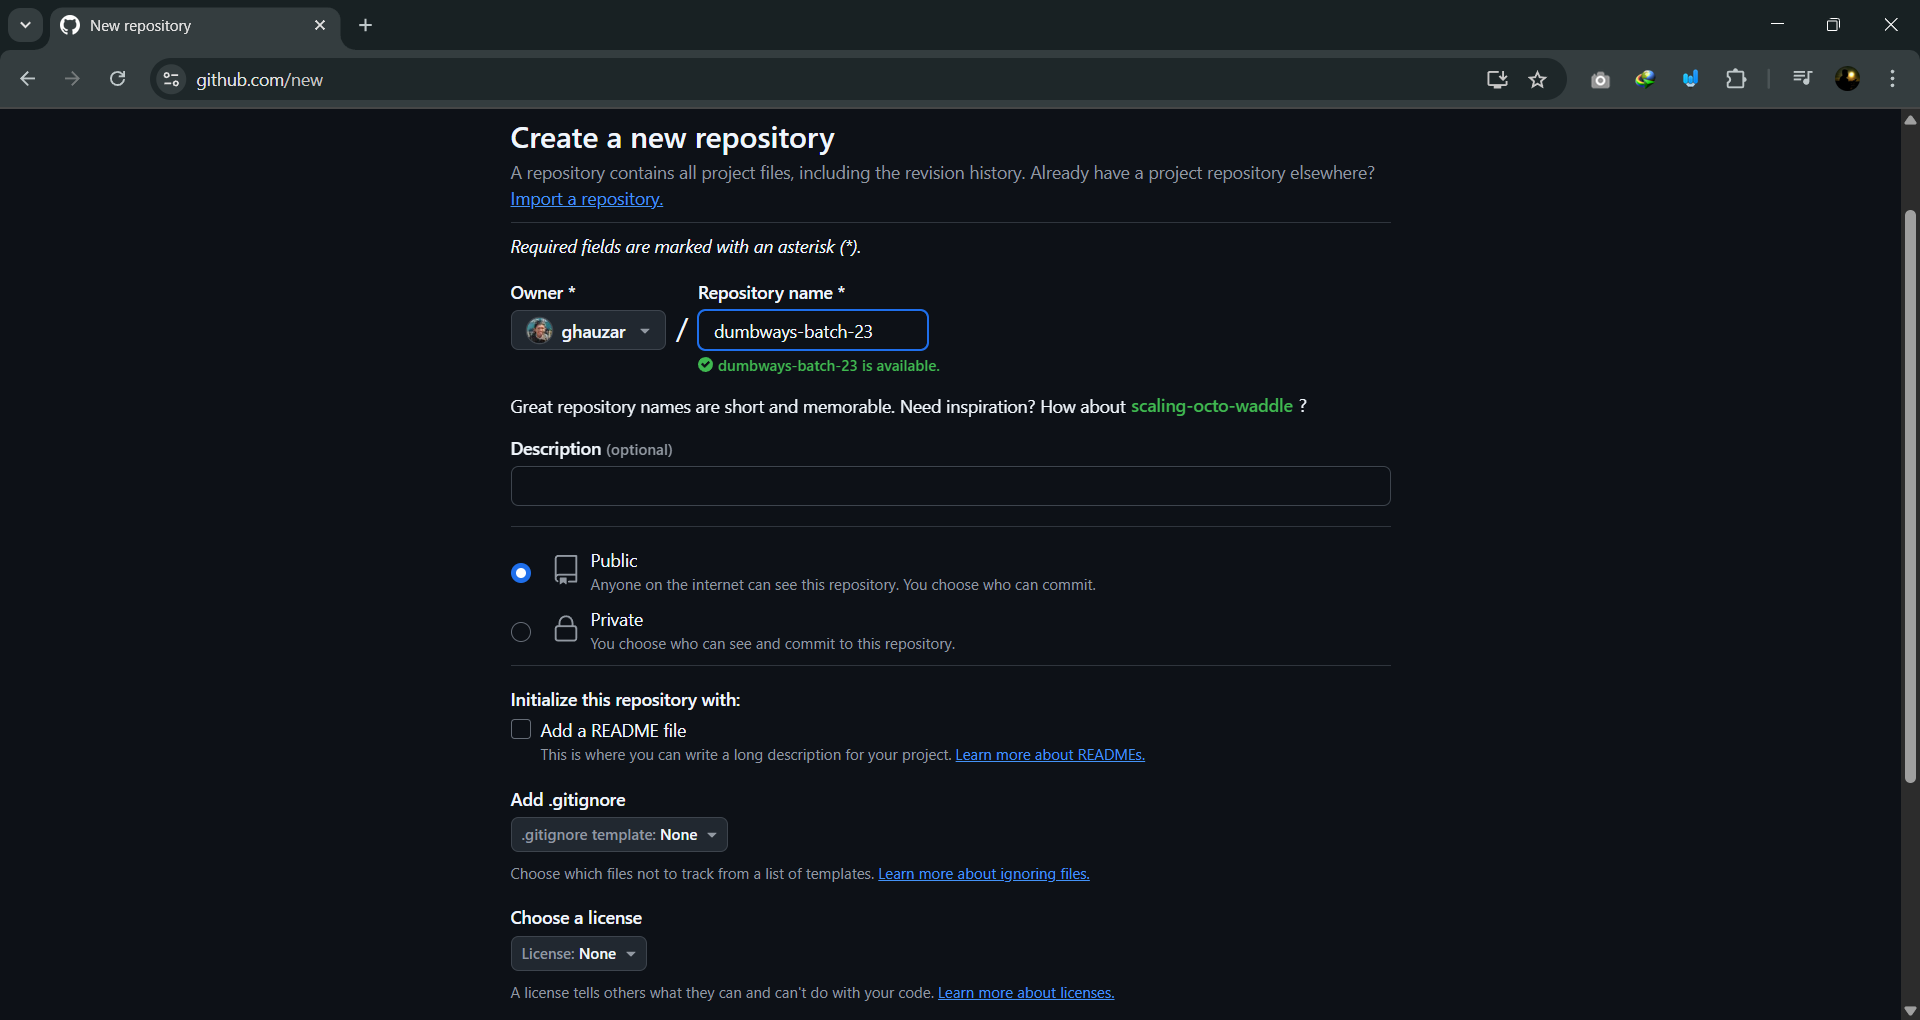 New repository
github.com/new
Create a new repository
A repository contains all project files, including the revision history. Already have a project repository elsewhere?
Import a repository.
Required fields are marked with an asterisk (*).
Owner * Repository name *
ghauzar / dumbways-batch-23
dumbways-batch-23 is available.
Great repository names are short and memorable. Need inspiration? How about scaling-octo-waddle ?
Description (optional)
Public
Anyone on the internet can see this repository. You choose who can commit.
Private
You choose who can see and commit to this repository.
Initialize this repository with:
Add a README file
This is where you can write a long description for your project. Learn more about READMEs.
Add .gitignore
.gitignore template: None
Choose which files not to track from a list of templates. Learn more about ignoring files.
Choose a license
License: None
A license tells others what they can and can't do with your code. Learn more about licenses.